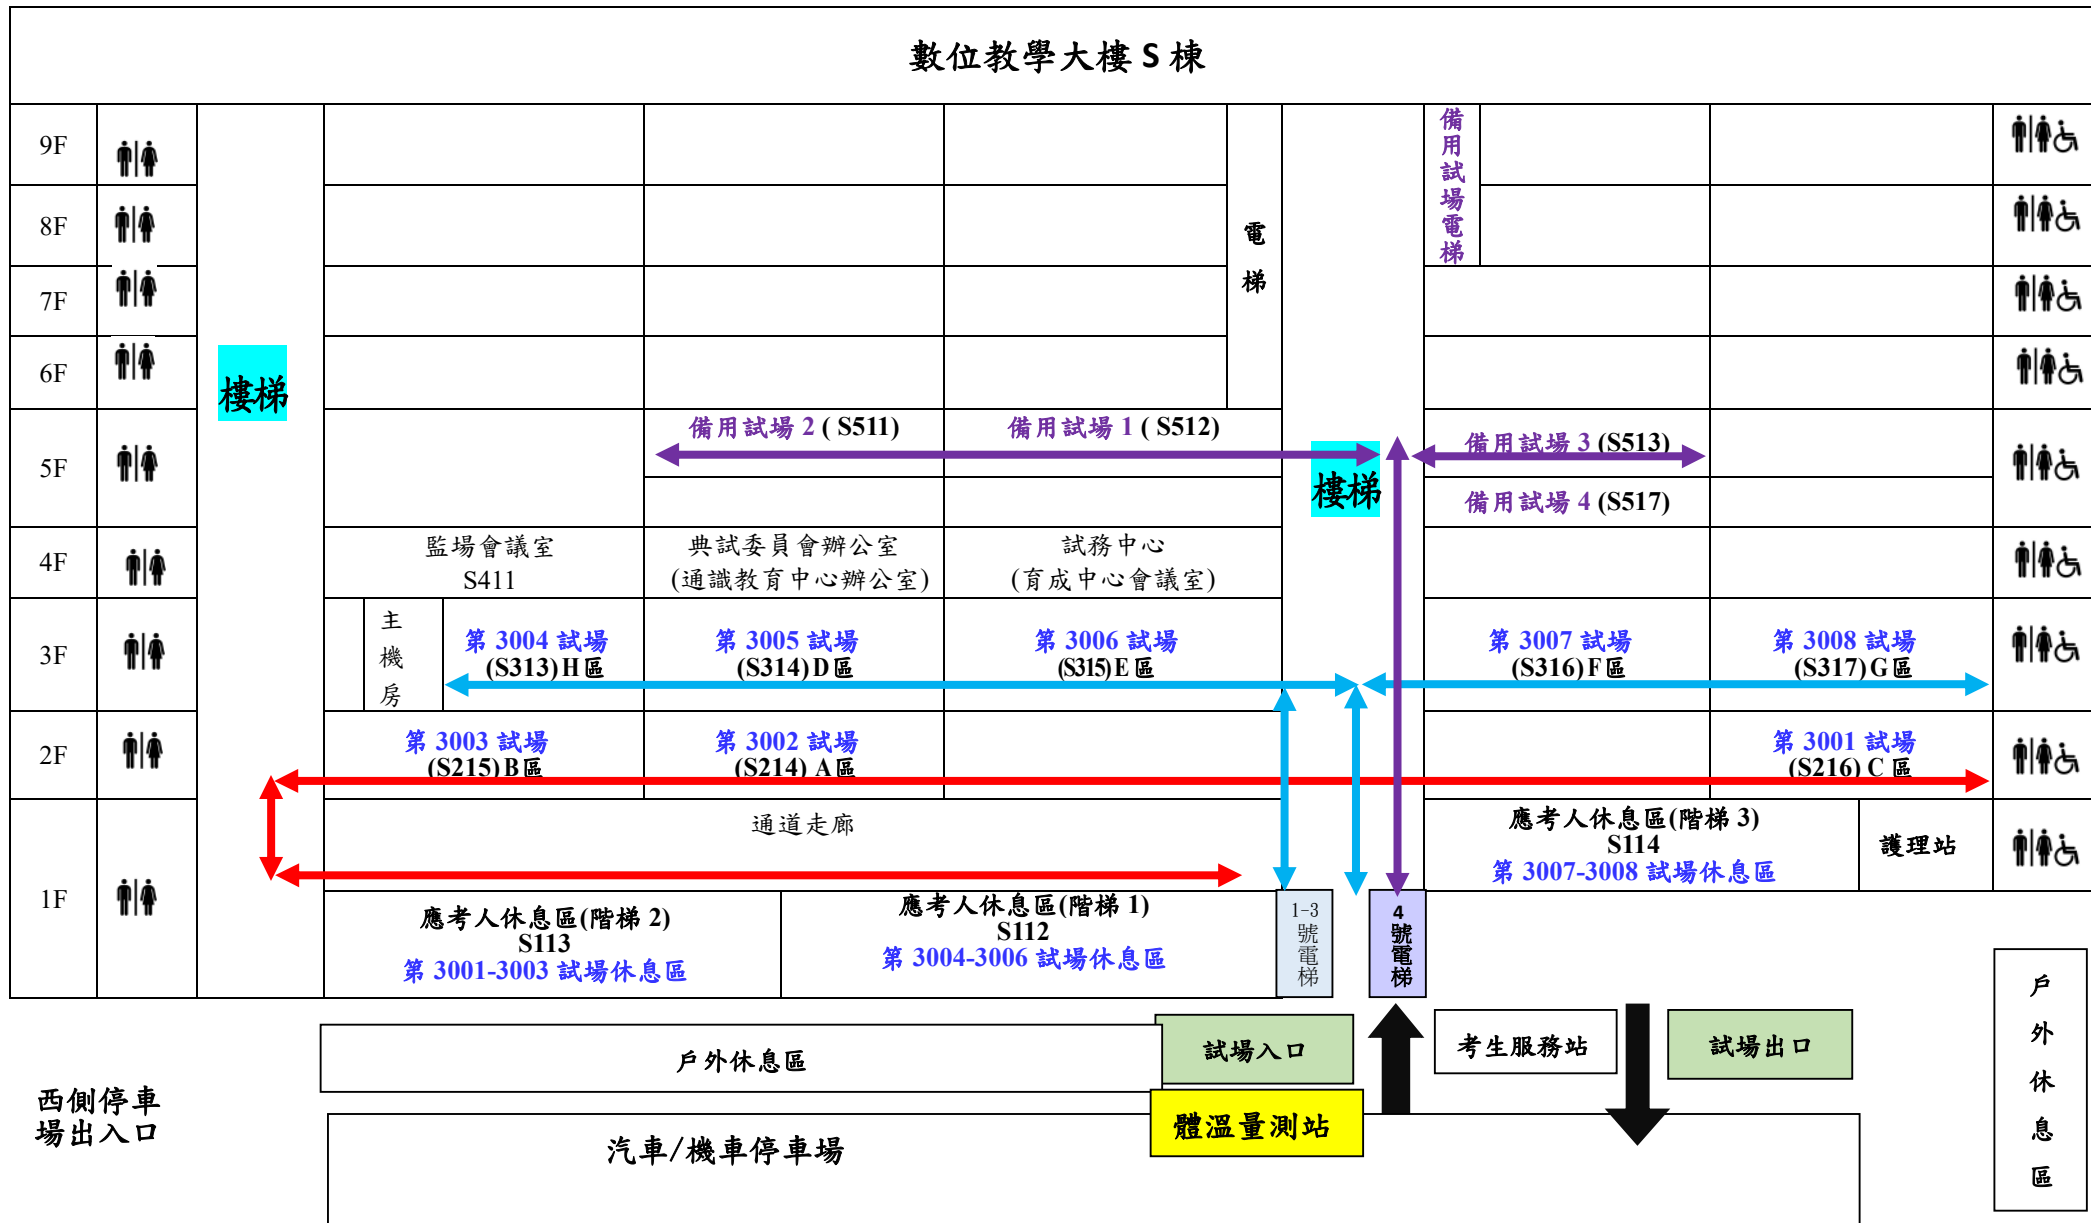 數位教學大樓 S 棟
9F
8F
7F
6F
5F
4F
3F
2F
1F
樓梯
電梯
備用試場電梯
備用試場 2 ( S511)
備用試場 1 ( S512)
樓梯
備用試場 3 (S513)
備用試場 4 (S517)
監場會議室
S411
典試委員會辦公室
(通識教育中心辦公室)
試務中心
(育成中心會議室)
主機房
第 3004 試場
(S313)H區
第 3005 試場
(S314)D區
第 3006 試場
(S315)E區
第 3007 試場
(S316)F區
第 3008 試場
(S317)G區
第 3003 試場
(S215)B區
第 3002 試場
(S214) A區
第 3001 試場
(S216) C 區
通道走廊
應考人休息區(階梯 3)
S114
第 3007-3008 試場休息區
護理站
應考人休息區(階梯 2)
S113
第 3001-3003 試場休息區
應考人休息區(階梯 1)
S112
第 3004-3006 試場休息區
1-3號電梯
4號電梯
戶外休息區
試場入口
考生服務站
試場出口
戶外休息區
西側停車
場出入口
體溫量測站
汽車/機車停車場